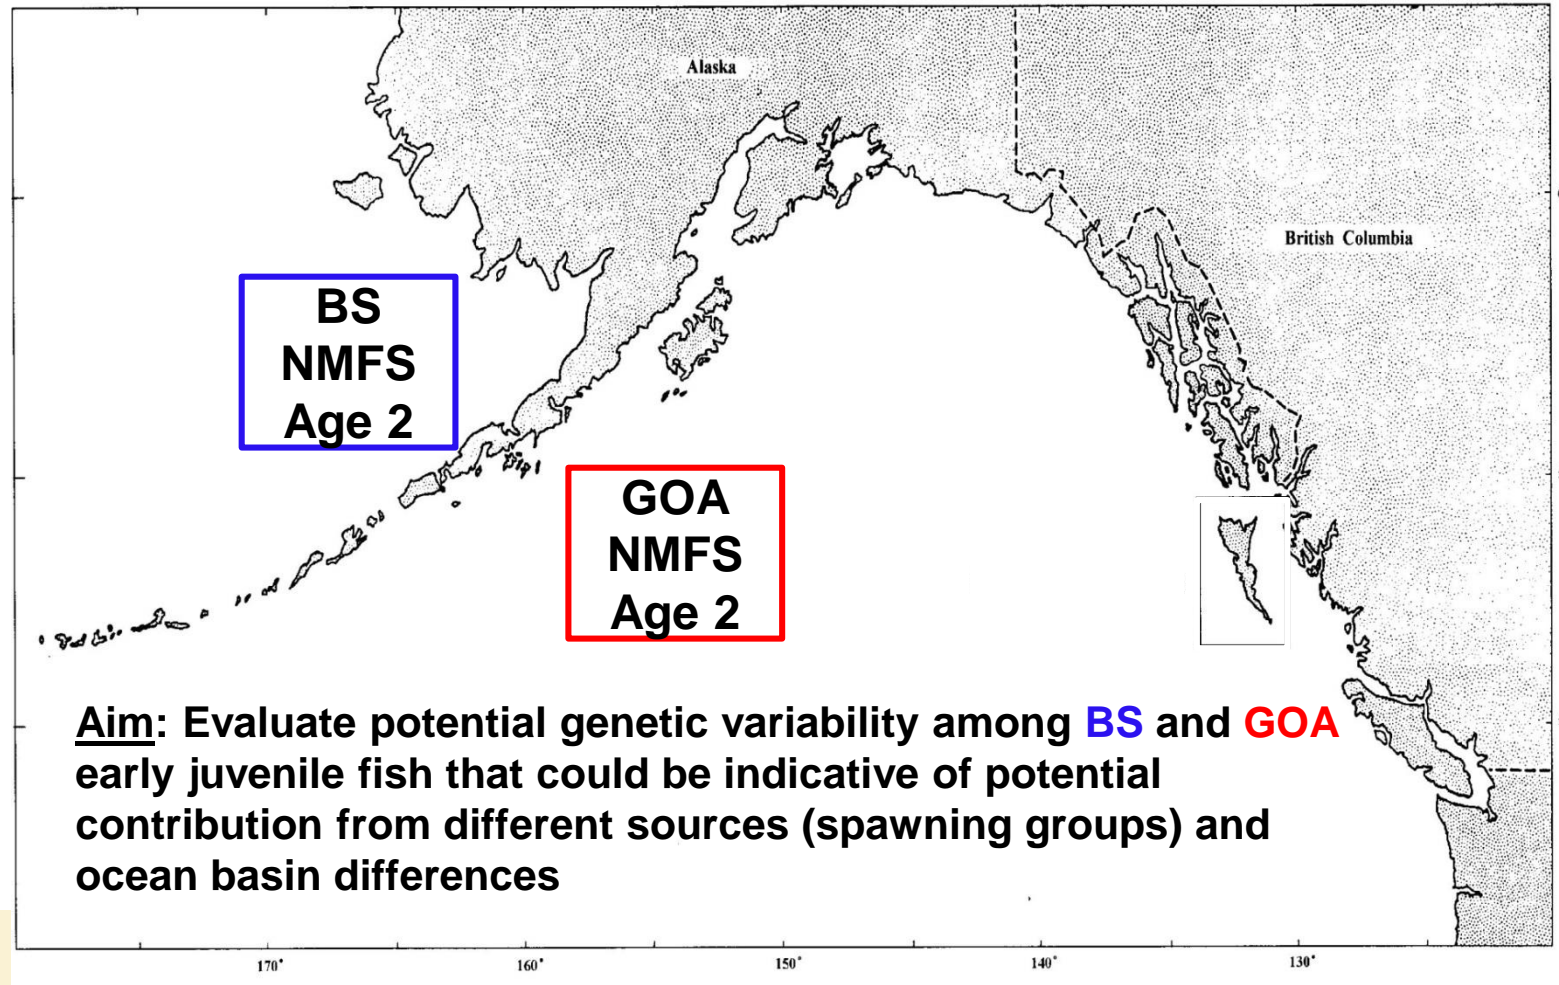 Alaska
British Columbia
BS
NMFS
Age 2
GOA
NMFS
Age 2
Aim: Evaluate potential genetic variability among BS and GOA
early juvenile fish that could be indicative of potential
contribution from different sources (spawning groups) and
ocean basin differences
170° 160° 150° 140° 130°